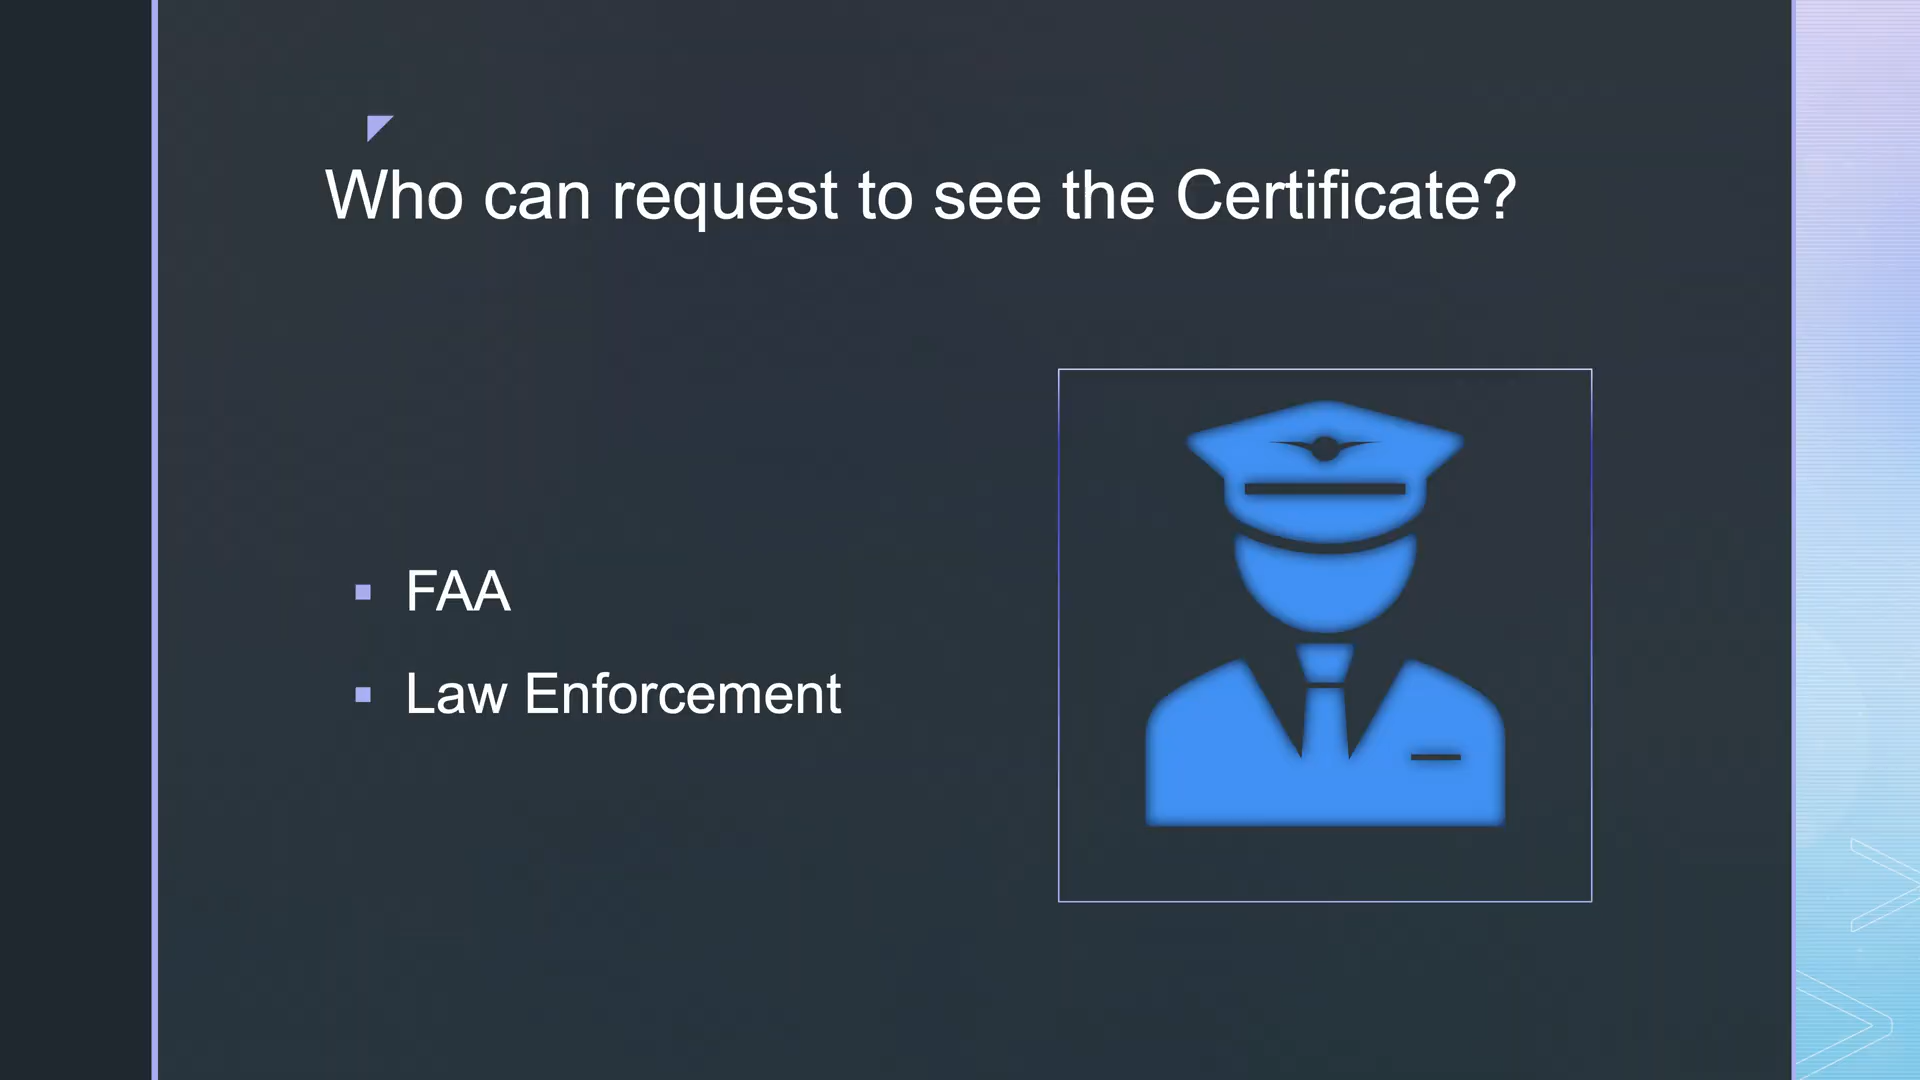 Who can request to see the Certificate?
FAA
Law Enforcement